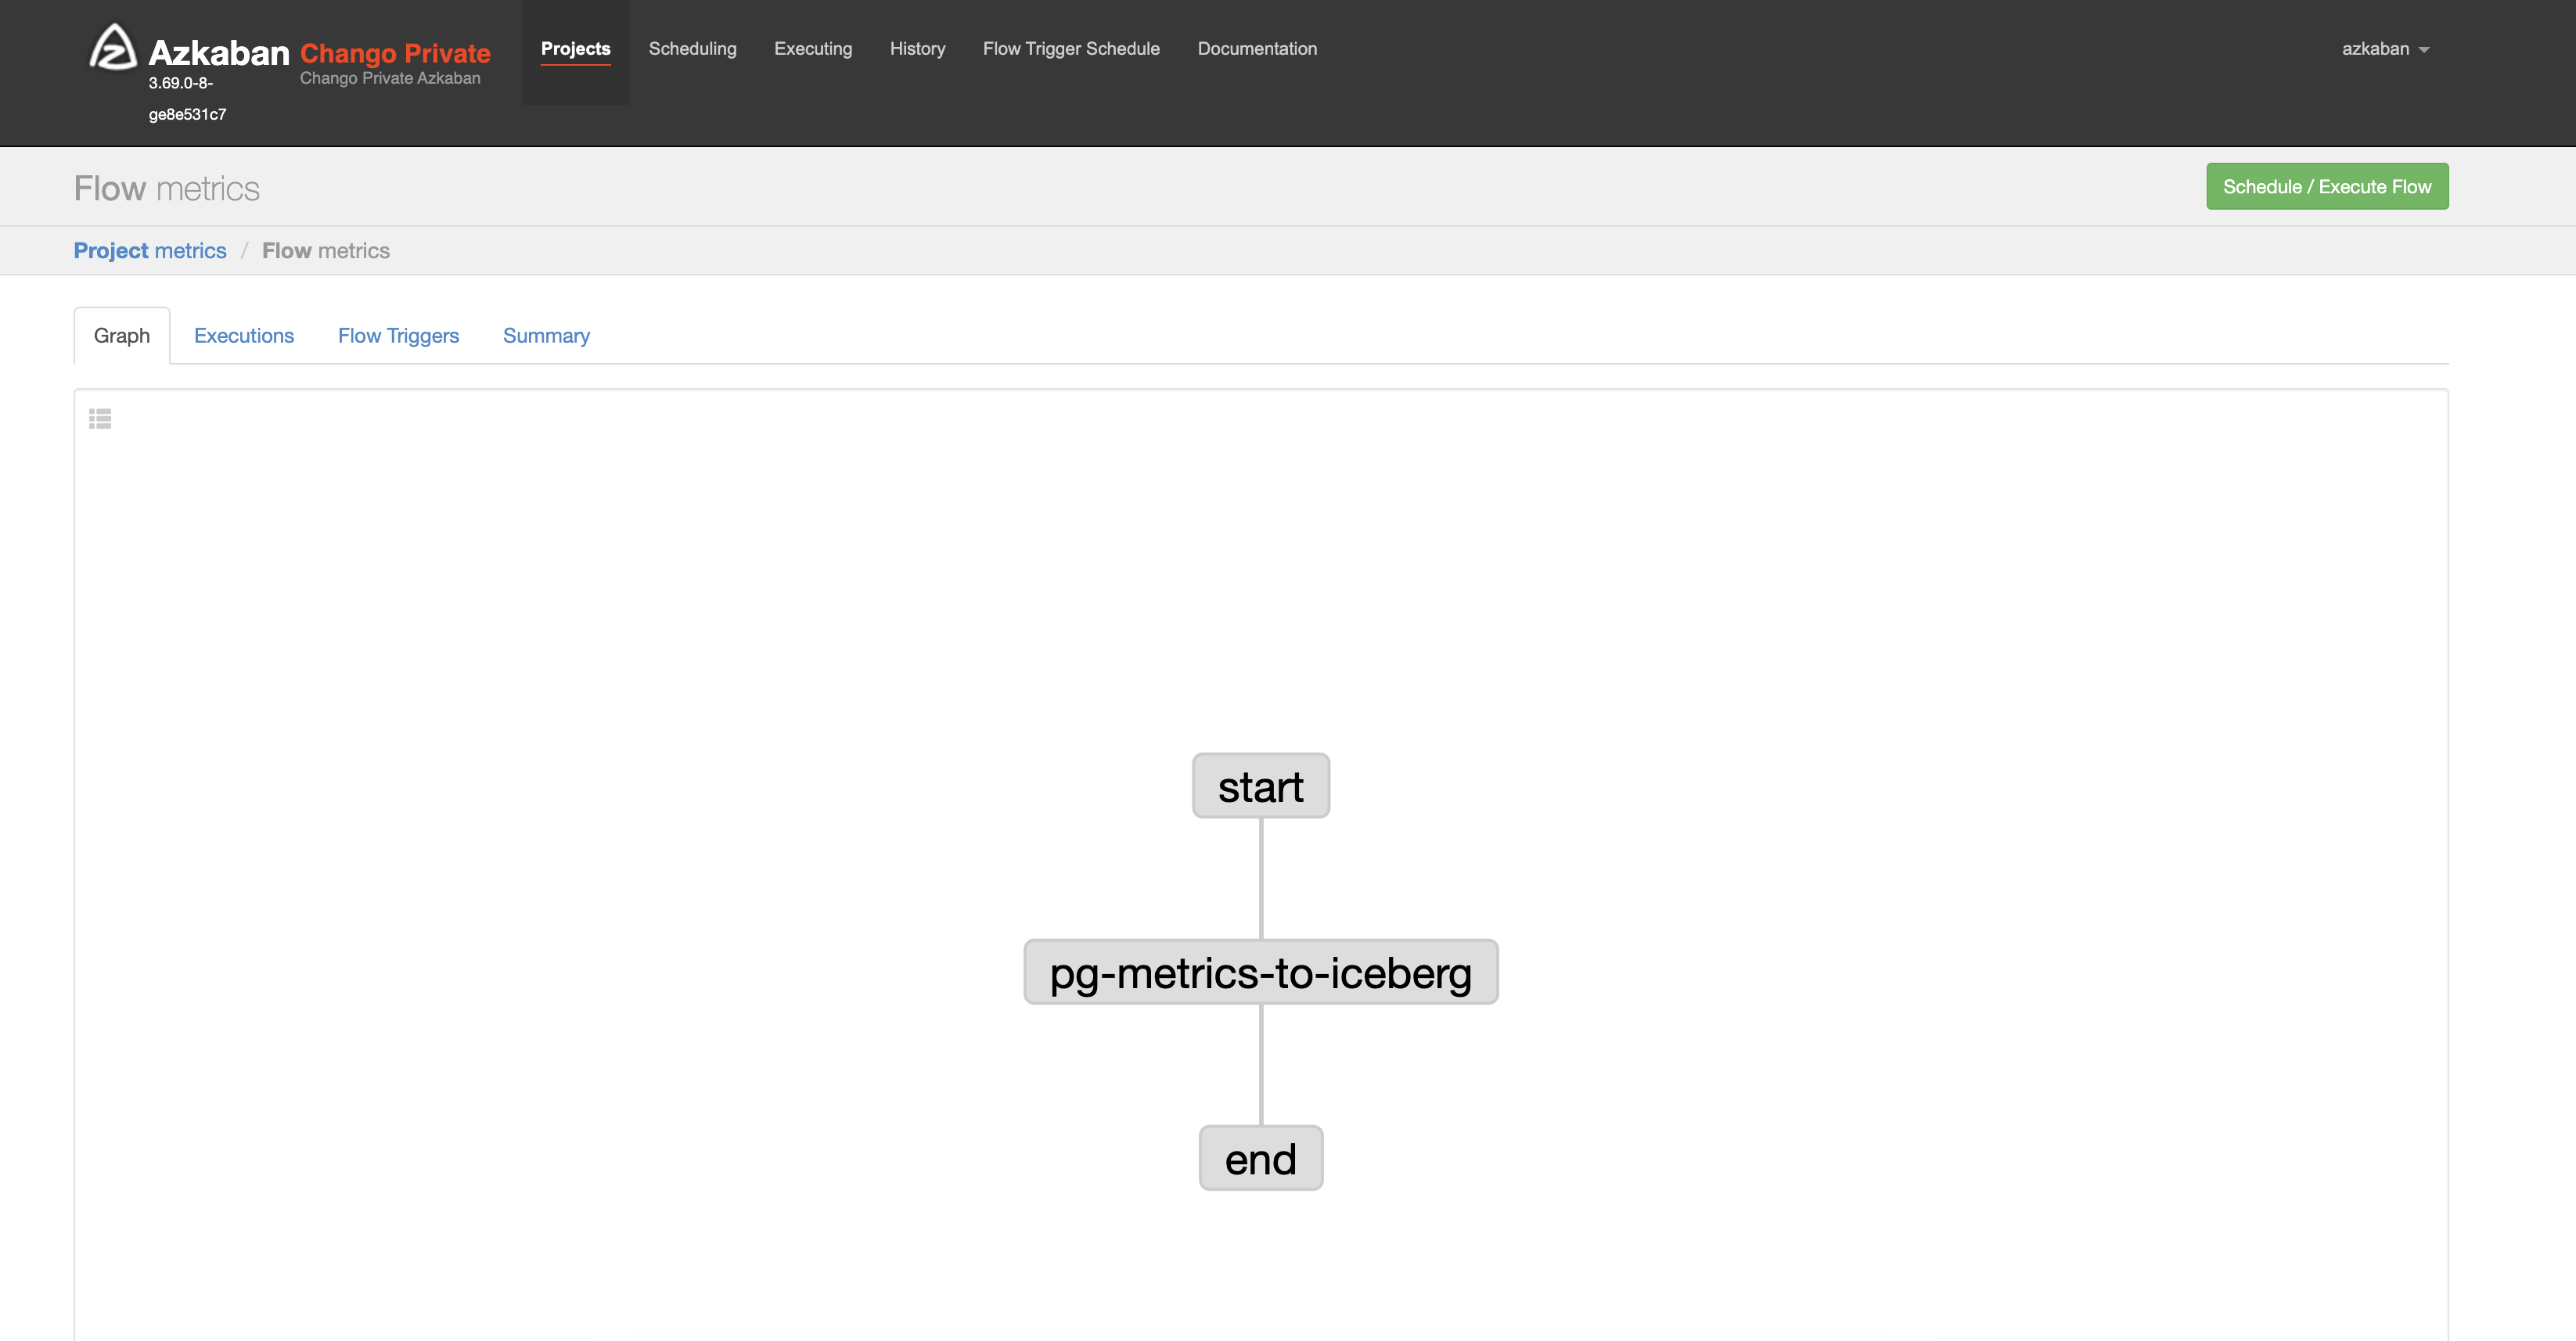 Azkaban Chango Private
3.69.0-8-
ge8e531c7
Chango Private Azkaban
Projects Scheduling Executing History Flow Trigger Schedule Documentation azkaban
Flow metrics
Schedule / Execute Flow
Project metrics / Flow metrics
Graph Executions Flow Triggers Summary
start
pg-metrics-to-iceberg
end